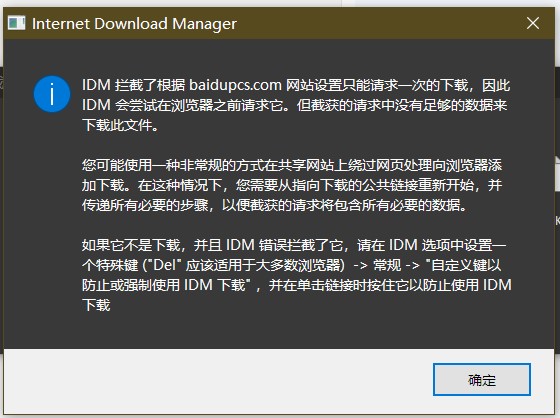 Internet Download Manager
IDM 拦截了根据 baidupcs.com 网站设置只能请求一次的下载，因此
IDM 会尝试在浏览器之前请求它。但截获的请求中没有足够的数据来
下载此文件。
您可能使用一种非常规的方式在共享网站上绕过网页处理向浏览器添
加下载。在这种情况下，您需要从指向下载的公共链接重新开始，并
传递所有必要的步骤，以便截获的请求将包含所有必要的数据。
如果它不是下载，并且 IDM 错误拦截了它，请在 IDM 选项中设置一
个特殊键 ("Del" 应该适用于大多数浏览器)  -> 常规 -> "自定义键以
防止或强制使用 IDM 下载" ，并在单击链接时按住它以防止使用 IDM
下载
确定